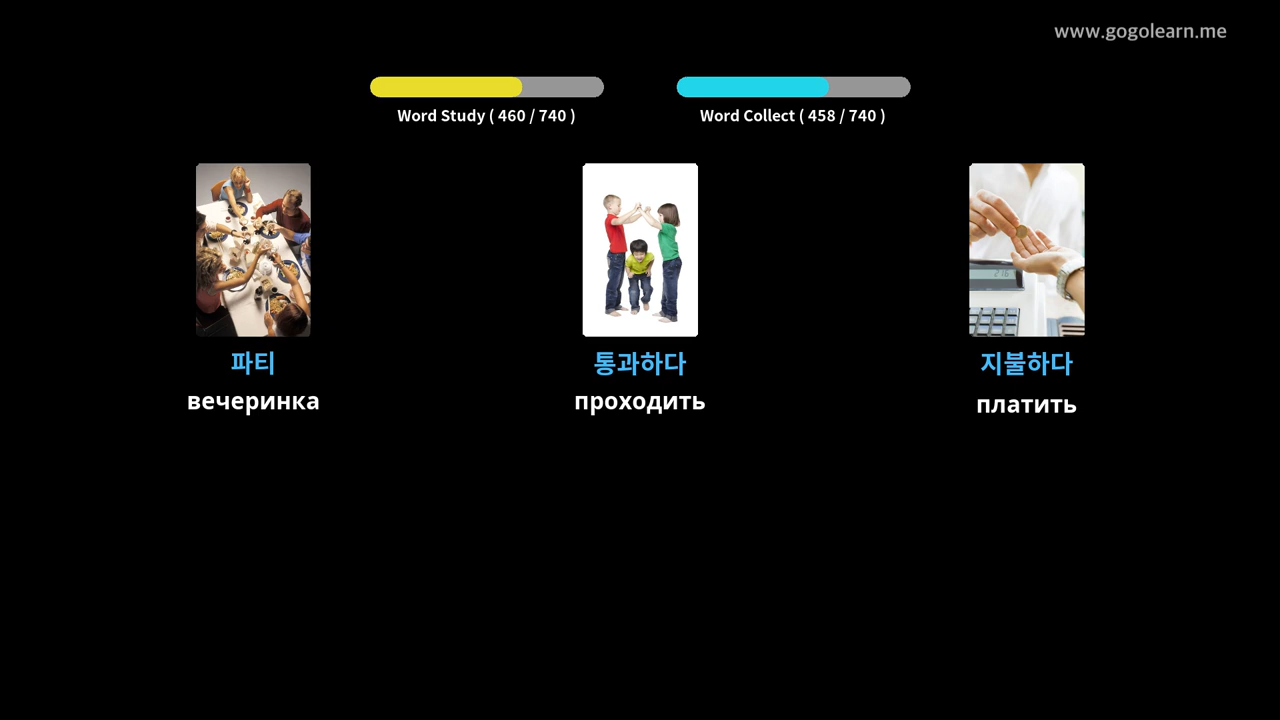 www.gogolearn.me
Word Study ( 460 / 740 )
Word Collect ( 458 / 740 )
파티
통과하다
지불하다
вечеринка
проходить
платить